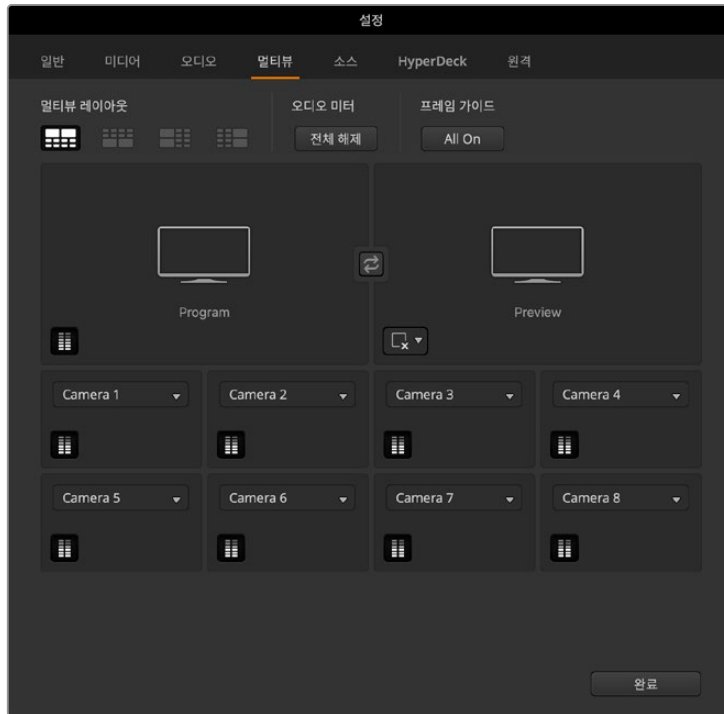 설정
일반 미디어 오디오 멀티뷰 소스 HyperDeck 원격
멀티뷰 레이아웃 오디오 미터 프레임 가이드
전체 해제 All On
Program Preview
Camera 1 Camera 2 Camera 3 Camera 4
Camera 5 Camera 6 Camera 7 Camera 8
완료